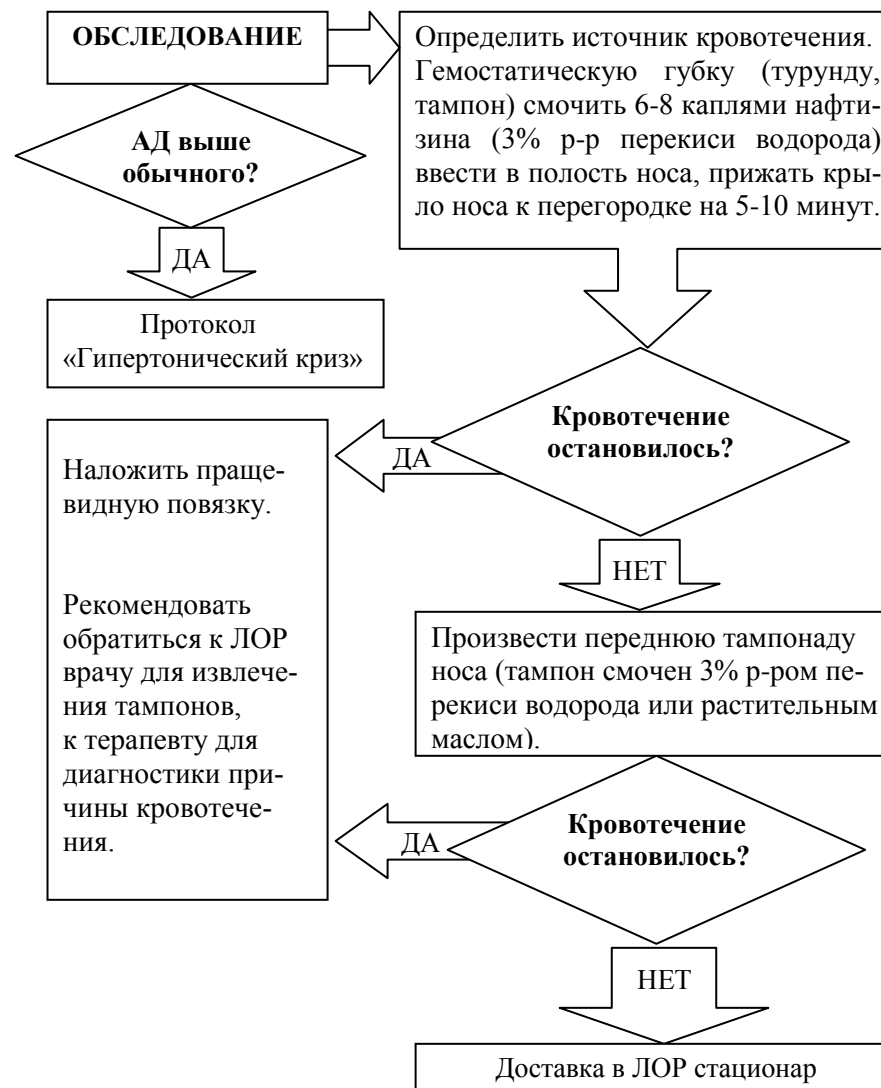 ОБСЛЕДОВАНИЕ
Определить источник кровотечения.
Гемостатическую губку (турунду,
тампон) смочить 6-8 каплями нафти-
зина (3% р-р перекиси водорода)
ввести в полость носа, прижать кры-
ло носа к перегородке на 5-10 минут.
АД выше
обычного?
ДА
Протокол
«Гипертонический криз»
Кровотечение
остановилось?
ДА
Наложить праще-
видную повязку.
Рекомендовать
обратиться к ЛОР
врачу для извлече-
ния тампонов,
к терапевту для
диагностики при-
чины кровотече-
ния.
НЕТ
Произвести переднюю тампонаду
носа (тампон смочен 3% р-ром пе-
рекиси водорода или растительным
маслом).
Кровотечение
остановилось?
ДА
НЕТ
Доставка в ЛОР стационар